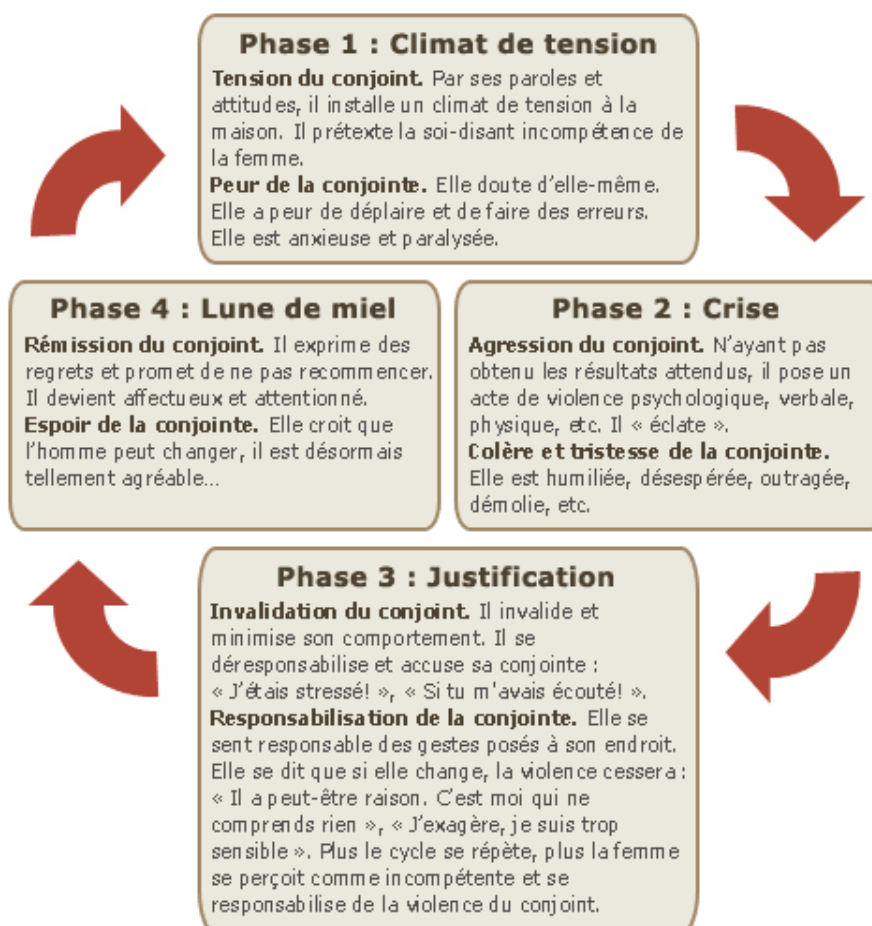 Phase 1 : Climat de tension
Tension du conjoint. Par ses paroles et
attitudes, il installe un climat de tension à la
maison. Il prétexte la soi-disant incompétence de
la femme.
Peur de la conjointe. Elle doute d'elle-même.
Elle a peur de déplaire et de faire des erreurs.
Elle est anxieuse et paralysée.
Phase 2 : Crise
Agression du conjoint. N'ayant pas
obtenu les résultats attendus, il pose un
acte de violence psychologique, verbale,
physique, etc. Il « éclate ».
Colère et tristesse de la conjointe.
Elle est humiliée, désespérée, outragée,
démolie, etc.
Phase 3 : Justification
Invalidation du conjoint. Il invalide et
minimise son comportement. Il se
déresponsabilise et accuse sa conjointe :
« J'étais stressé! », « Si tu m'avais écouté! ».
Responsabilisation de la conjointe. Elle se
sent responsable des gestes posés à son endroit.
Elle se dit que si elle change, la violence cessera :
« Il a peut-être raison. C'est moi qui ne
comprends rien », « J'exagère, je suis trop
sensible ». Plus le cycle se répète, plus la femme
se perçoit comme incompétente et se
responsabilise de la violence du conjoint.
Phase 4 : Lune de miel
Rémission du conjoint. Il exprime des
regrets et promet de ne pas recommencer.
Il devient affectueux et attentionné.
Espoir de la conjointe. Elle croit que
l'homme peut changer, il est désormais
tellement agréable...